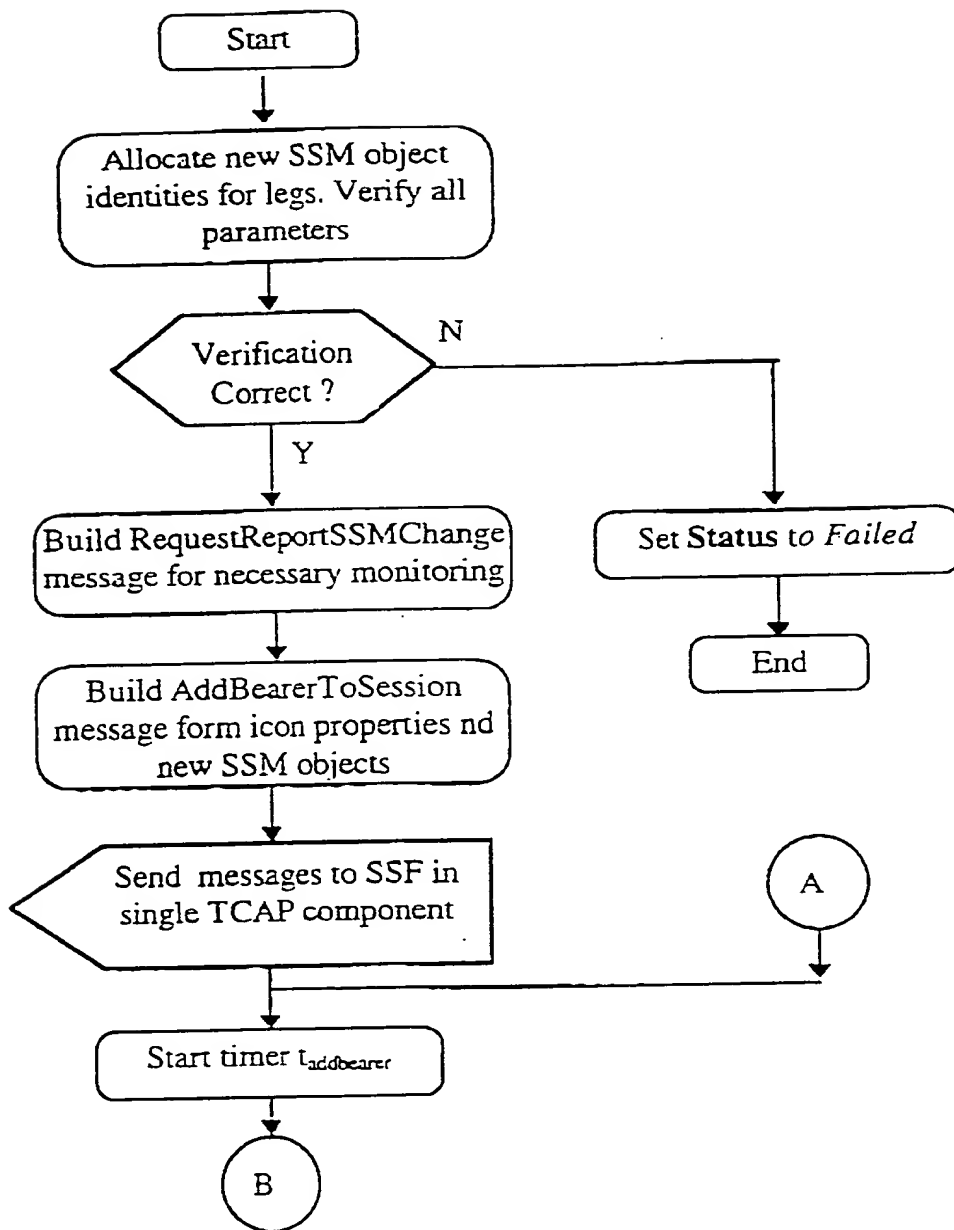 Start
Allocate new SSM object
identities for legs. Verify all
parameters
Verification
Correct ?
N
Y
Build RequestReportSSMChange
message for necessary monitoring
Set Status to Failed
End
Build AddBearerToSession
message form icon properties nd
new SSM objects
Send messages to SSF in
single TCAP component
A
Start timer taddbearer
B